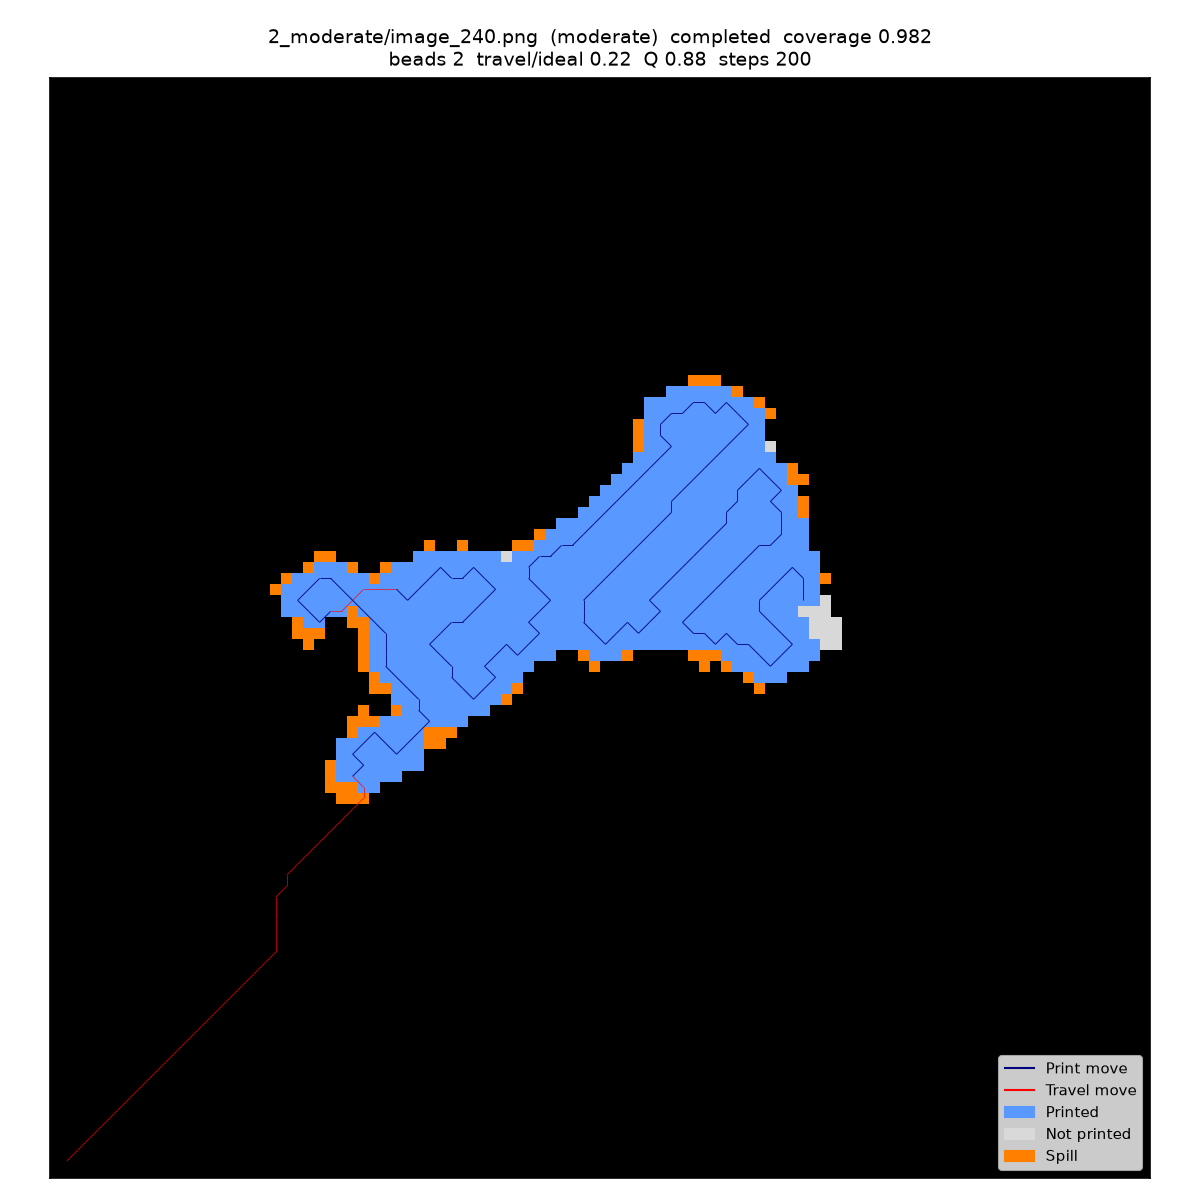 2_moderate/image_240.png  (moderate)  completed  coverage 0.982
beads 2  travel/ideal 0.22  Q 0.88  steps 200
Print move
Travel move
Printed
Not printed
Spill